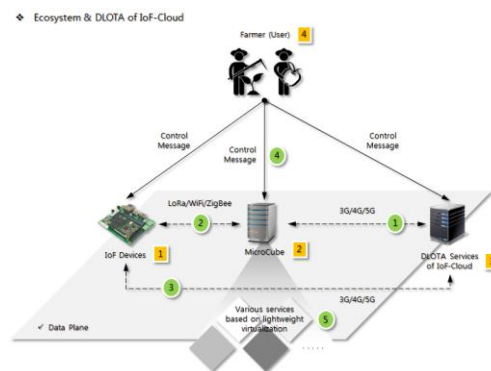 ❖ Ecosystem & DLOTA of IoF-Cloud
Farmer (User) 4
Control
Message
Control
Message
4
Control
Message
LoRa/WiFi/ZigBee
3G/4G/5G
2
1
IoF Devices 1
MicroCube
2
DLOTA Services
of IoF-Cloud
3
3G/4G/5G
Various services
based on lightweight
virtualization
5
✓ Data Plane
.....